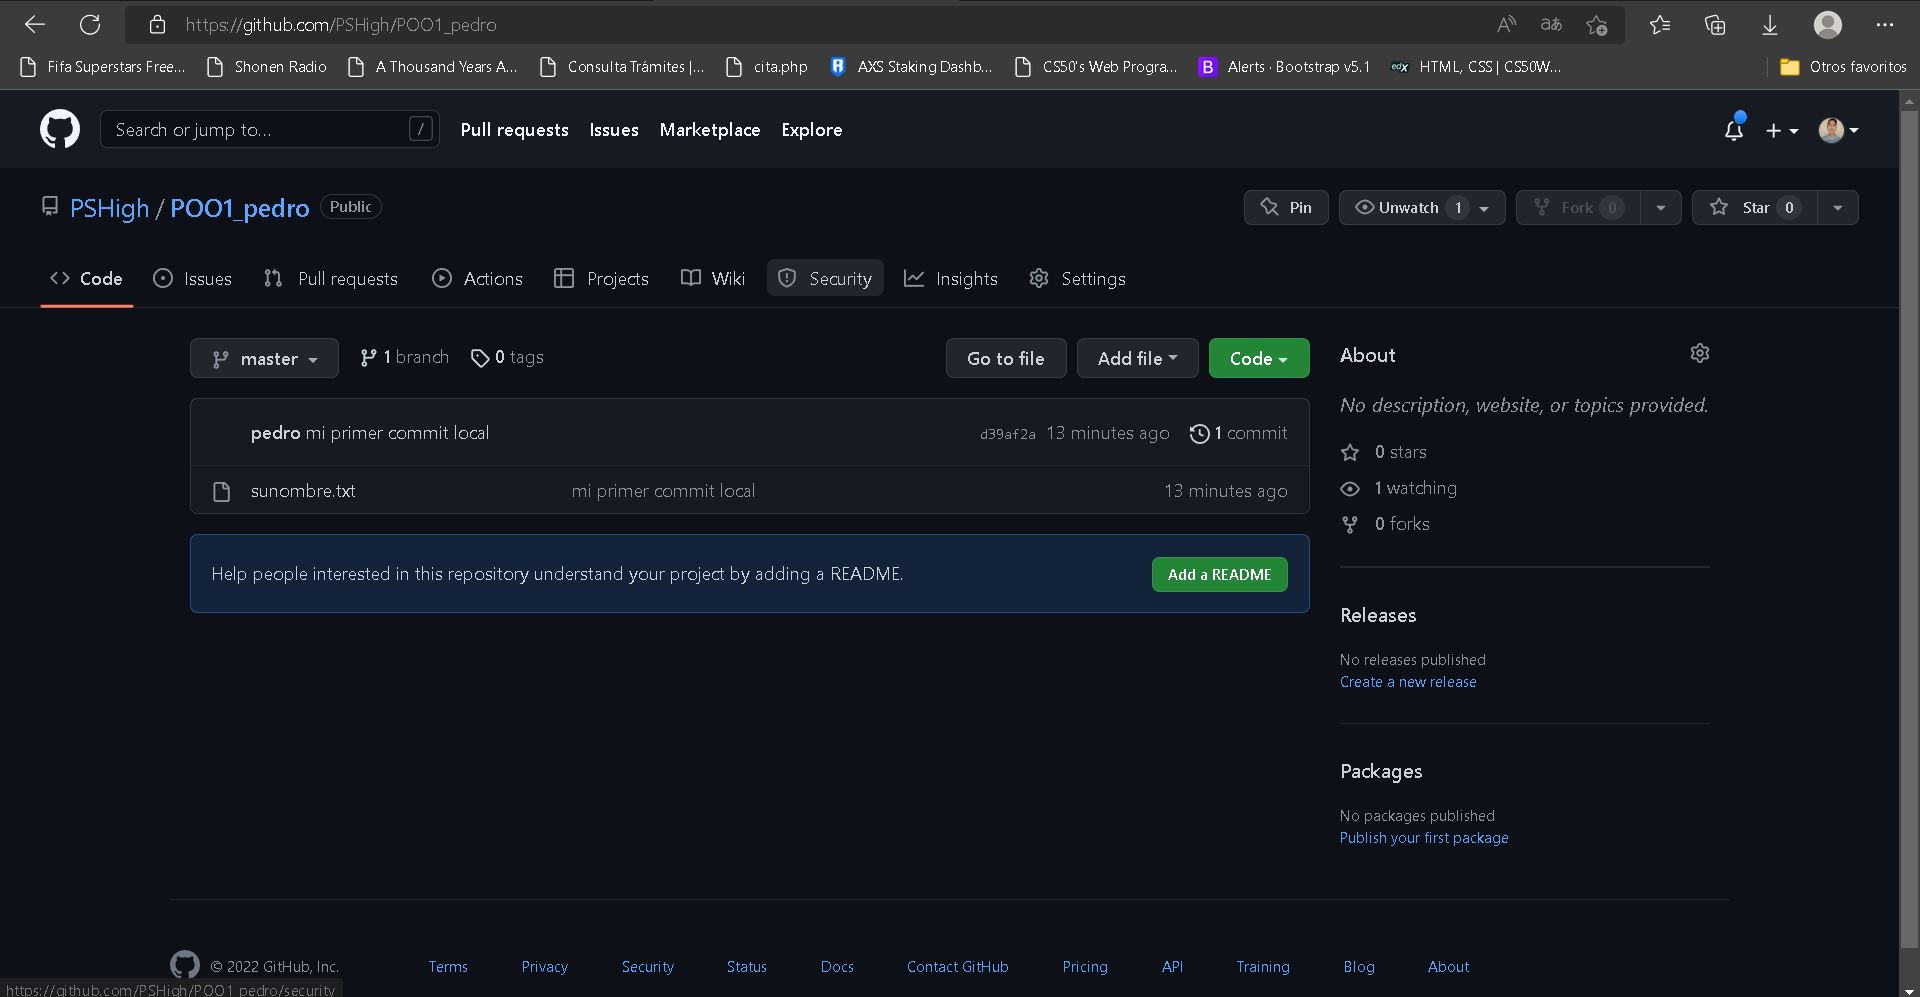 https://github.com/PSHigh/POO1_pedro
Fifa Superstars Free... Shonen Radio A Thousand Years A... Consulta Trámites |... cita.php AXS Staking Dashb... CS50's Web Progra... B Alerts · Bootstrap v5.1 edx HTML, CSS | CS50W... Otros favoritos
Search or jump to... / Pull requests Issues Marketplace Explore
PSHigh / POO1_pedro Public Pin Unwatch 1 Fork 0 Star 0
Code Issues Pull requests Actions Projects Wiki Security Insights Settings
master 1 branch 0 tags Go to file Add file Code
pedro mi primer commit local d39af2a 13 minutes ago 1 commit
sunombre.txt mi primer commit local 13 minutes ago
Help people interested in this repository understand your project by adding a README. Add a README
About
No description, website, or topics provided.
0 stars
1 watching
0 forks
Releases
No releases published
Create a new release
Packages
No packages published
Publish your first package
© 2022 GitHub, Inc. Terms Privacy Security Status Docs Contact GitHub Pricing API Training Blog About
https://github.com/PSHigh/POO1_pedro/security